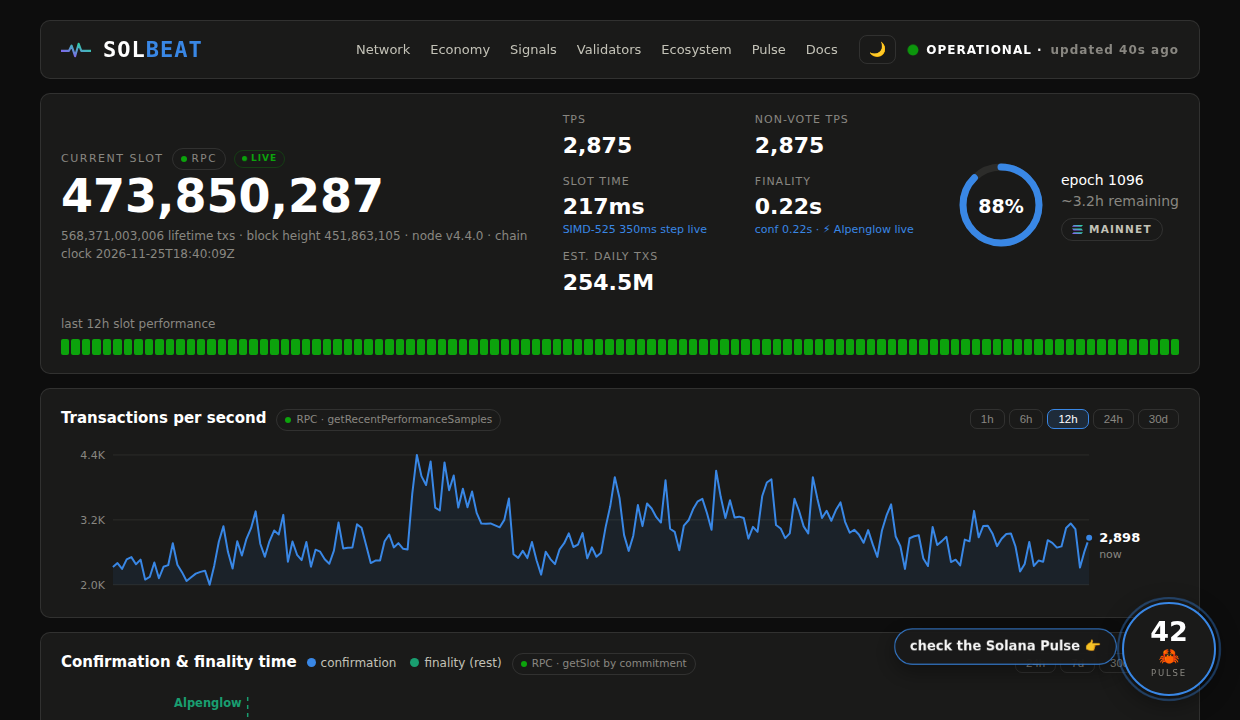 SOLBEAT
Network Economy Signals Validators Ecosystem Pulse Docs
OPERATIONAL · updated 40s ago
CURRENT SLOT RPC LIVE
473,850,287
568,371,003,006 lifetime txs · block height 451,863,105 · node v4.4.0 · chain
clock 2026-11-25T18:40:09Z
TPS
2,875
NON-VOTE TPS
2,875
SLOT TIME
217ms
SIMD-525 350ms step live
FINALITY
0.22s
conf 0.22s · ⚡ Alpenglow live
EST. DAILY TXS
254.5M
88%
epoch 1096
~3.2h remaining
MAINNET
last 12h slot performance
Transactions per second RPC · getRecentPerformanceSamples
1h 6h 12h 24h 30d
4.4K
3.2K
2.0K
2,898
now
Confirmation & finality time confirmation finality (rest) RPC · getSlot by commitment
check the Solana Pulse 👉
42
🦀
PULSE
Alpenglow